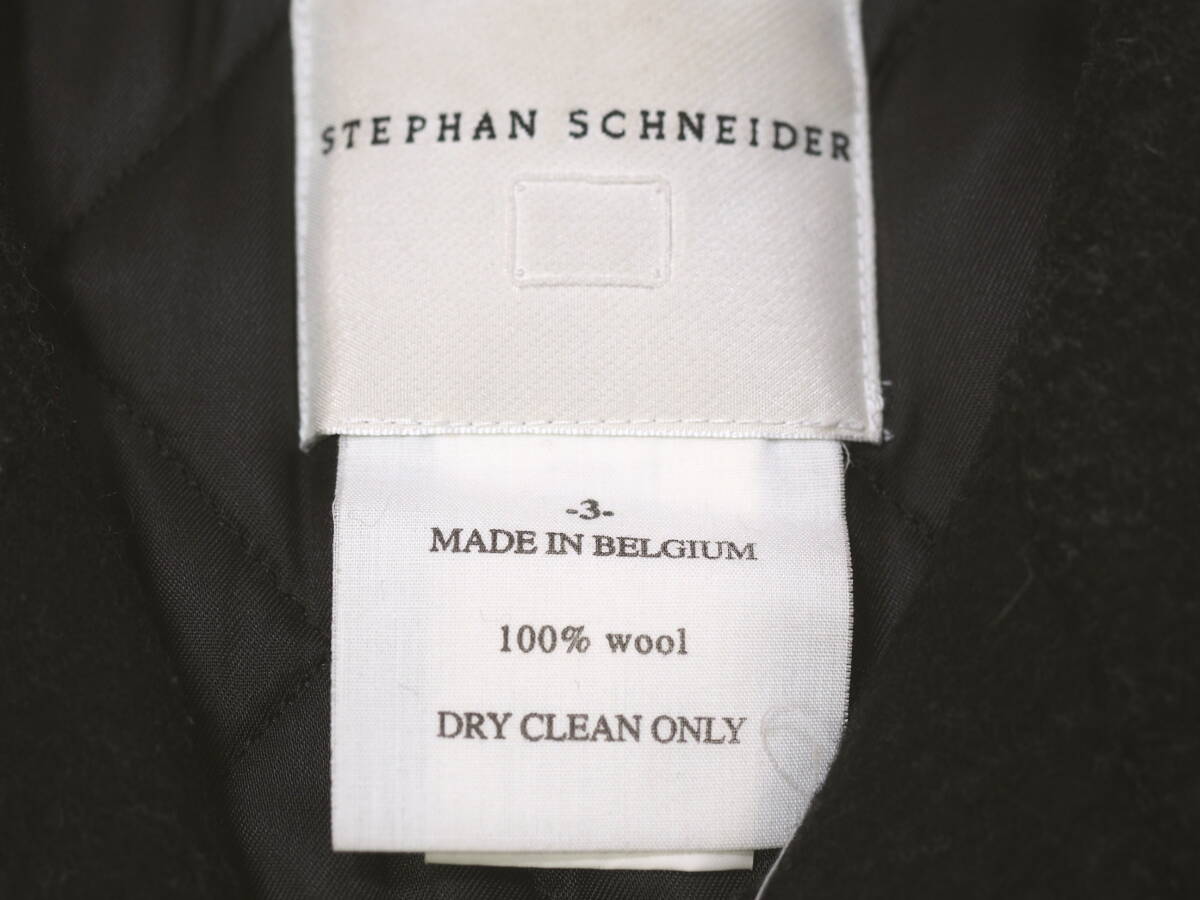 STEPHAN SCHNEIDER
-3-
MADE IN BELGIUM
100% wool
DRY CLEAN ONLY